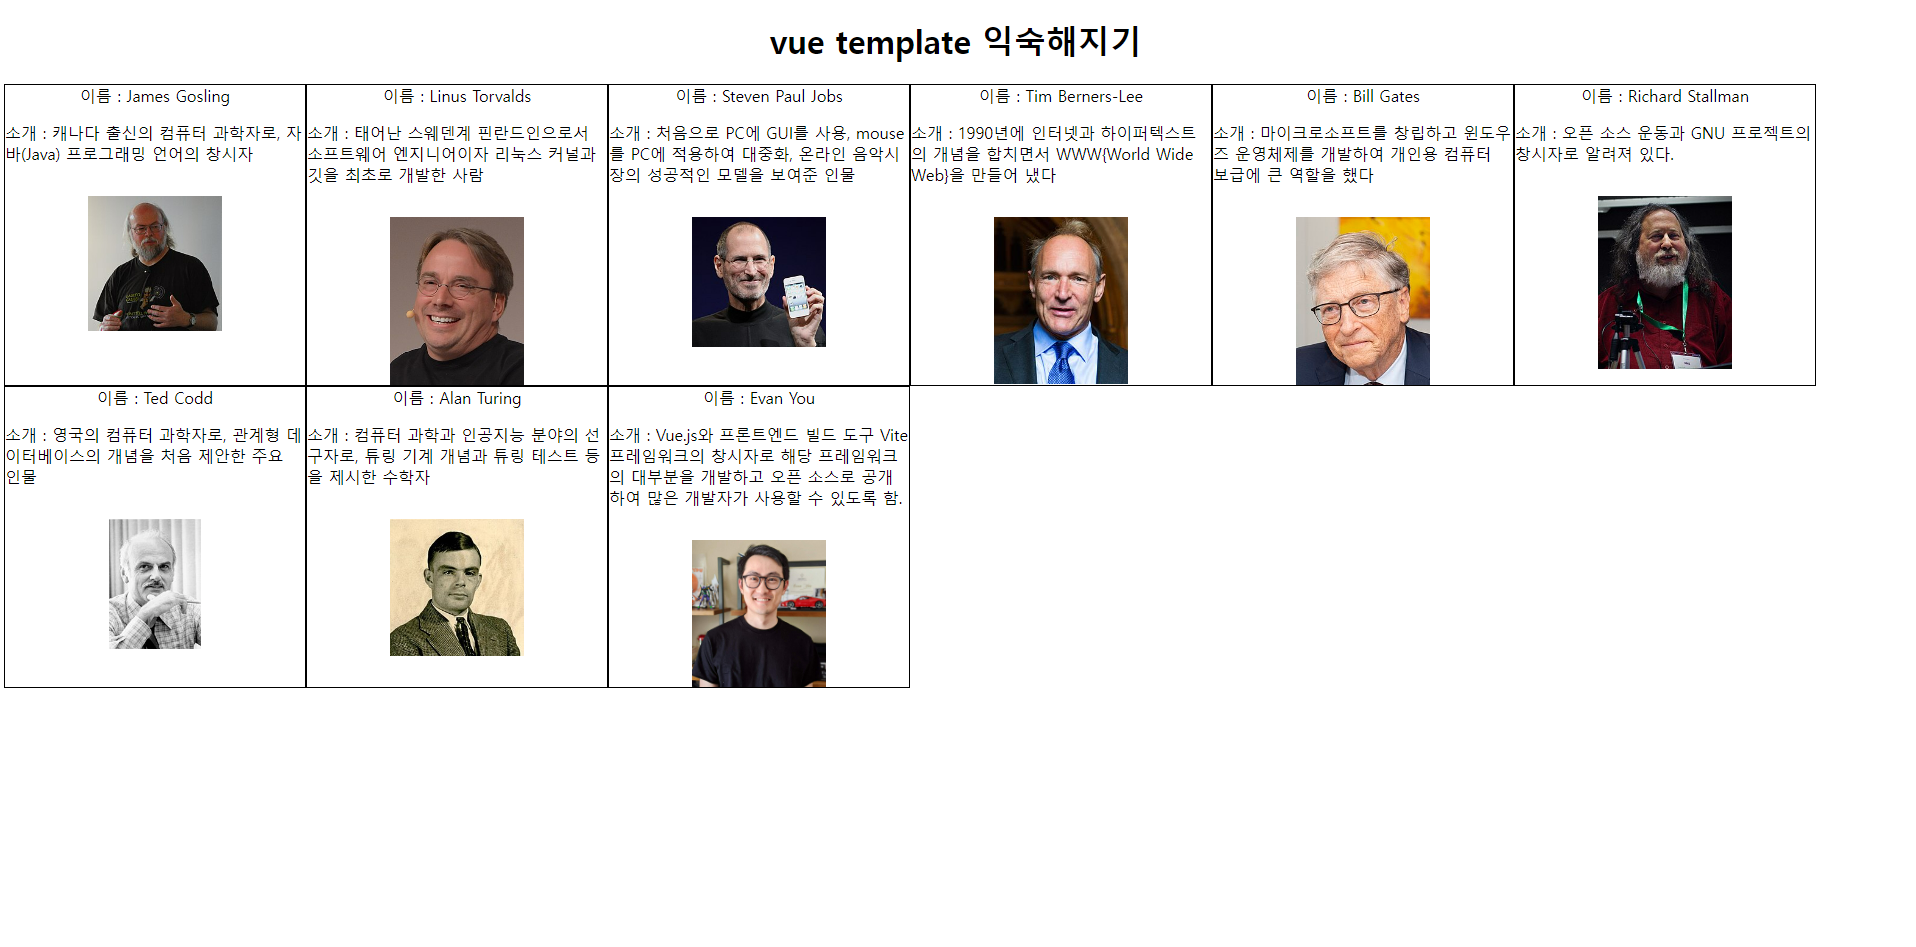 vue template 익숙해지기
이름 : James Gosling
소개 : 캐나다 출신의 컴퓨터 과학자로, 자
바(Java) 프로그래밍 언어의 창시자
이름 : Linus Torvalds
소개 : 태어난 스웨덴계 핀란드인으로서
소프트웨어 엔지니어이자 리눅스 커널과
깃을 최초로 개발한 사람
이름 : Steven Paul Jobs
소개 : 처음으로 PC에 GUI를 사용, mouse
를 PC에 적용하여 대중화, 온라인 음악시
장의 성공적인 모델을 보여준 인물
이름 : Tim Berners-Lee
소개 : 1990년에 인터넷과 하이퍼텍스트
의 개념을 합치면서 WWW{World Wide
Web}을 만들어 냈다
이름 : Bill Gates
소개 : 마이크로소프트를 창립하고 윈도우
즈 운영체제를 개발하여 개인용 컴퓨터
보급에 큰 역할을 했다
이름 : Richard Stallman
소개 : 오픈 소스 운동과 GNU 프로젝트의
창시자로 알려져 있다.
이름 : Ted Codd
소개 : 영국의 컴퓨터 과학자로, 관계형 데
이터베이스의 개념을 처음 제안한 주요
인물
이름 : Alan Turing
소개 : 컴퓨터 과학과 인공지능 분야의 선
구자로, 튜링 기계 개념과 튜링 테스트 등
을 제시한 수학자
이름 : Evan You
소개 : Vue.js와 프론트엔드 빌드 도구 Vite
프레임워크의 창시자로 해당 프레임워크
의 대부분을 개발하고 오픈 소스로 공개
하여 많은 개발자가 사용할 수 있도록 함.